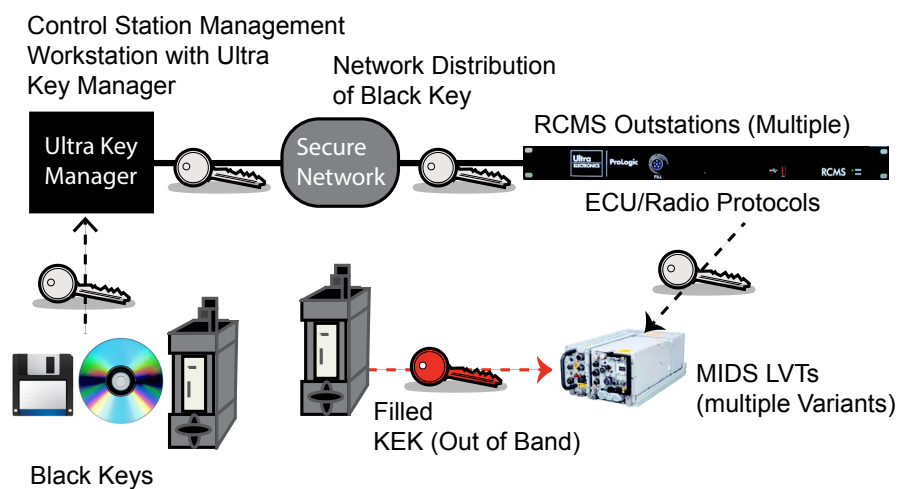 Control Station Management
Workstation with Ultra
Key Manager
Network Distribution
of Black Key
RCMS Outstations (Multiple)
Ultra Key
Manager
Secure
Network
Ultra
ELECTRONICS
ProLogic
FILL
RCMS
ECU/Radio Protocols
MIDS LVTs
(multiple Variants)
Filled
KEK (Out of Band)
Black Keys